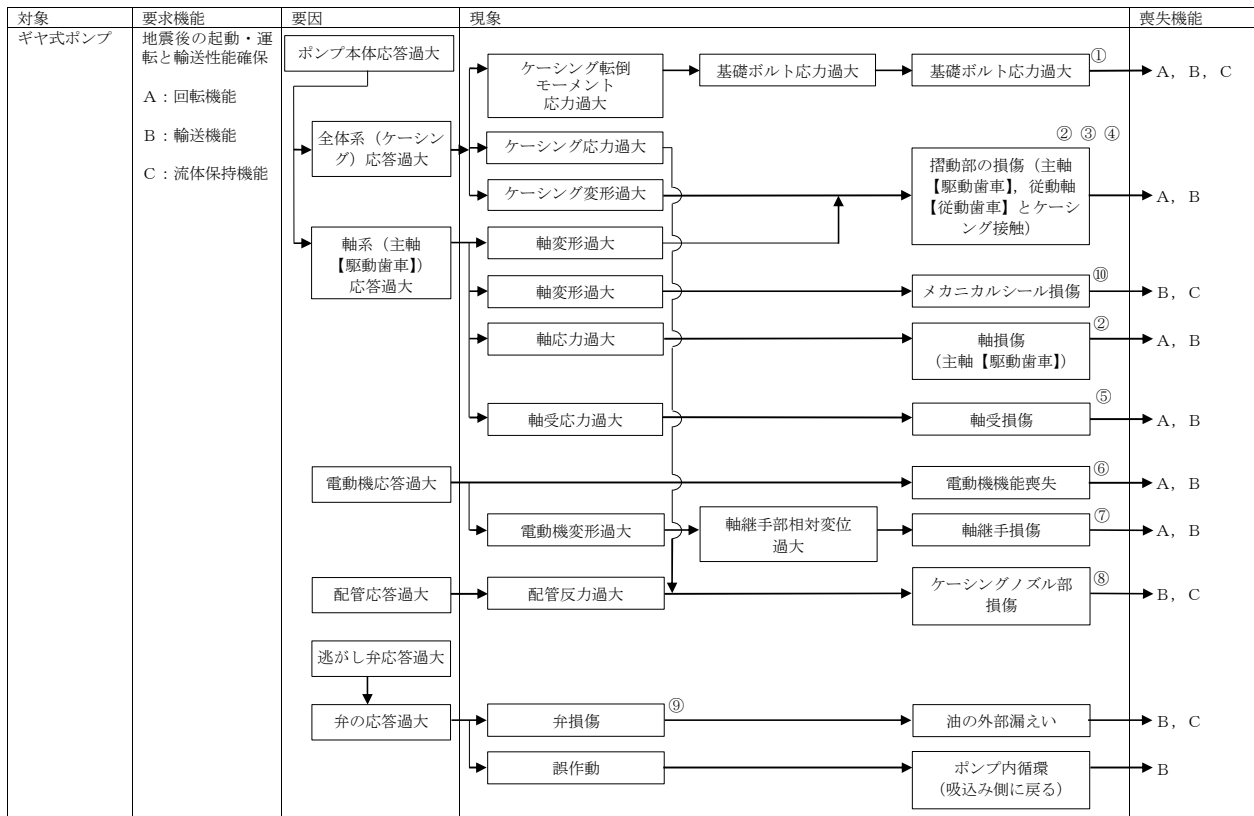 対象
要求機能
要因
現象
喪失機能
ギヤ式ポンプ
地震後の起動・運
転と輸送性能確保
A：回転機能
B：輸送機能
C：流体保持機能
ポンプ本体応答過大
ケーシング転倒
モーメント
応力過大
基礎ボルト応力過大
基礎ボルト応力過大
①
A，B，C
全体系（ケーシン
グ）応答過大
ケーシング応力過大
ケーシング変形過大
② ③ ④
摺動部の損傷（主軸
【駆動歯車】，従動軸
【従動歯車】とケーシ
ング接触）
A，B
軸系（主軸
【駆動歯車】）
応答過大
軸変形過大
軸変形過大
メカニカルシール損傷
⑩
B，C
軸応力過大
軸損傷
（主軸【駆動歯車】）
②
A，B
軸受応力過大
軸受損傷
⑤
A，B
電動機応答過大
電動機機能喪失
⑥
A，B
電動機変形過大
軸継手部相対変位
過大
軸継手損傷
⑦
A，B
配管応答過大
配管反力過大
ケーシングノズル部
損傷
⑧
B，C
逃がし弁応答過大
弁の応答過大
弁損傷
⑨
油の外部漏えい
B，C
誤作動
ポンプ内循環
（吸込み側に戻る）
B